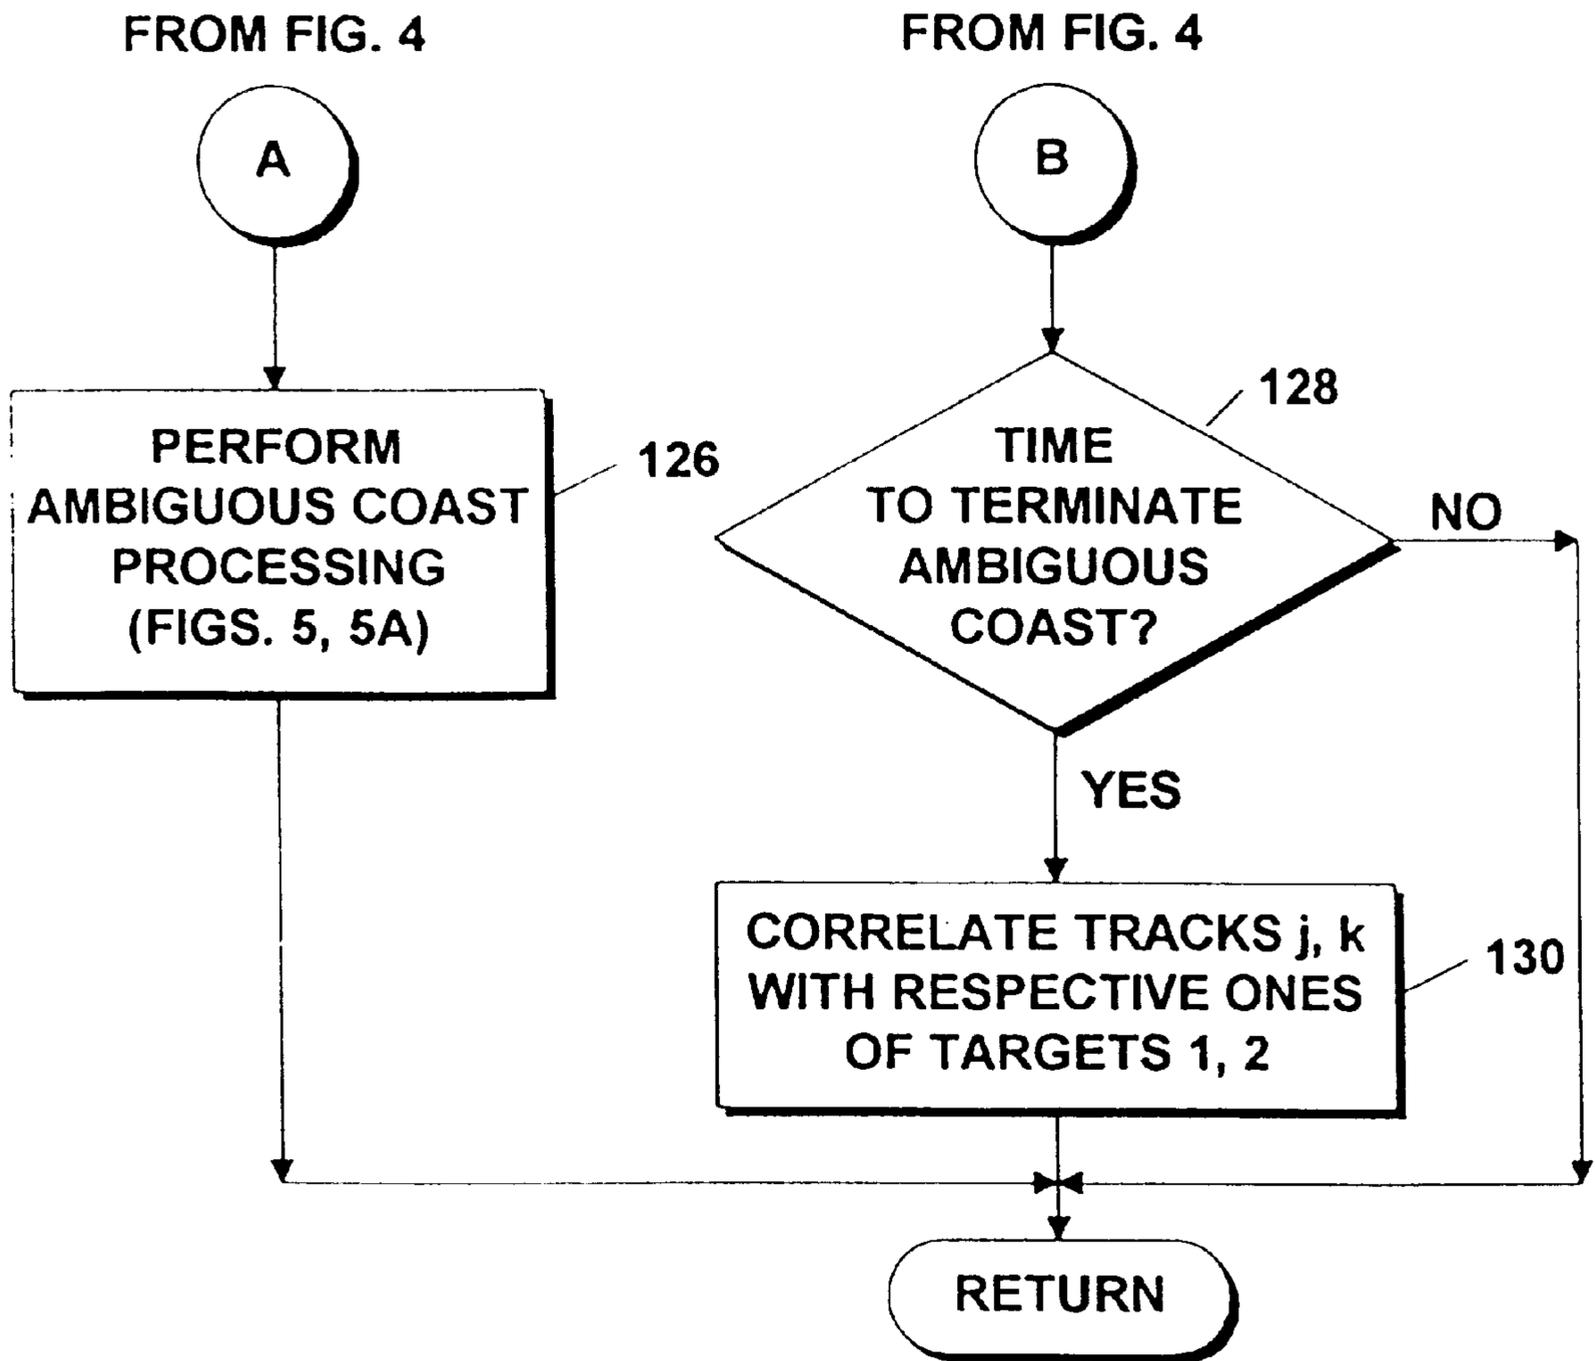 FROM FIG. 4
A
PERFORM
AMBIGUOUS COAST
PROCESSING
(FIGS. 5, 5A)
126
FROM FIG. 4
B
128
TIME
TO TERMINATE
AMBIGUOUS
COAST?
NO
YES
CORRELATE TRACKS j, k
WITH RESPECTIVE ONES
OF TARGETS 1, 2
130
RETURN